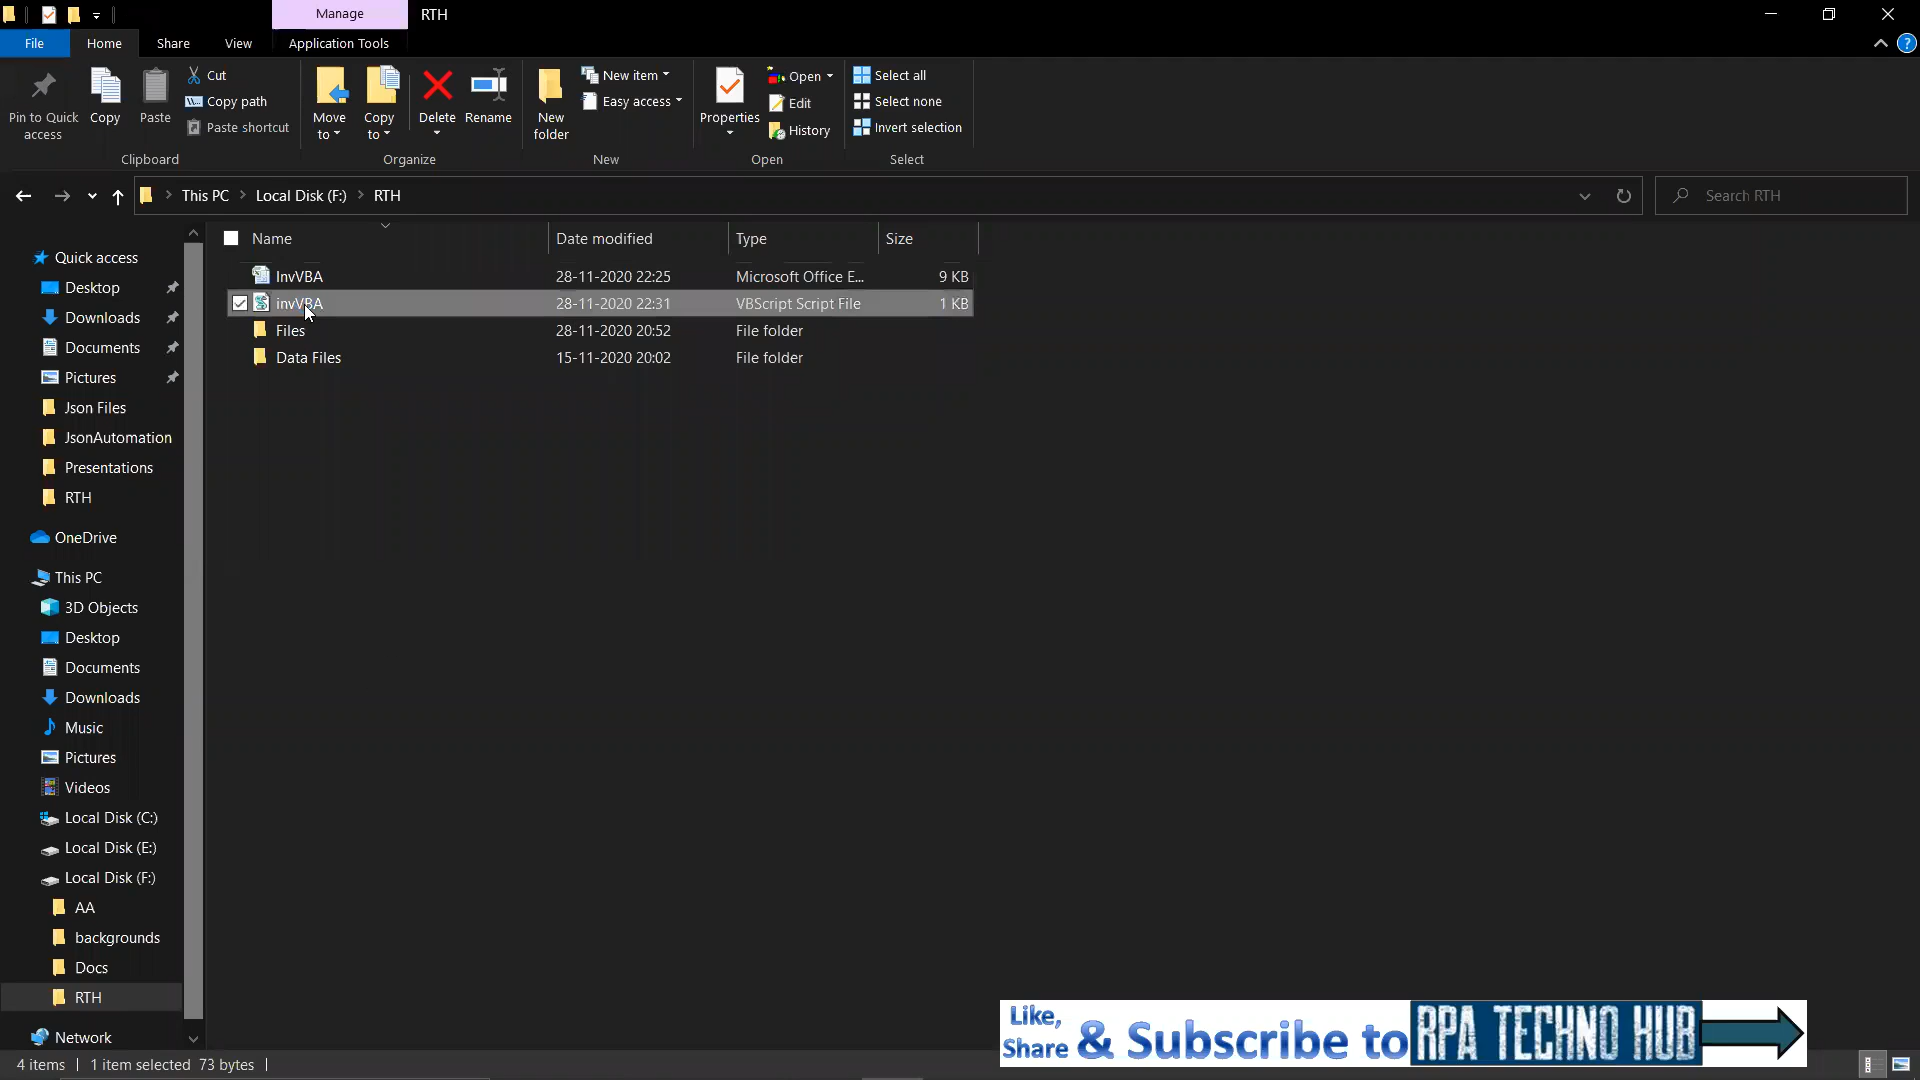 Manage
RTH
File
Home
Share
View
Application Tools
Pin to Quick access
Copy
Paste
Cut
Copy path
Paste shortcut
Clipboard
Move to
Copy to
Delete
Rename
Organize
New folder
New item
Easy access
New
Properties
Open
Edit
History
Open
Select all
Select none
Invert selection
Select
This PC
Local Disk (F:)
RTH
Search RTH
Name
Date modified
Type
Size
InvVBA
28-11-2020 22:25
Microsoft Office E...
9 KB
invVBA
28-11-2020 22:31
VBScript Script File
1 KB
Files
28-11-2020 20:52
File folder
Data Files
15-11-2020 20:02
File folder
Quick access
Desktop
Downloads
Documents
Pictures
Json Files
JsonAutomation
Presentations
RTH
OneDrive
This PC
3D Objects
Desktop
Documents
Downloads
Music
Pictures
Videos
Local Disk (C:)
Local Disk (E:)
Local Disk (F:)
AA
backgrounds
Docs
RTH
Network
Like, Share & Subscribe to RPA TECHNO HUB
4 items
1 item selected 73 bytes